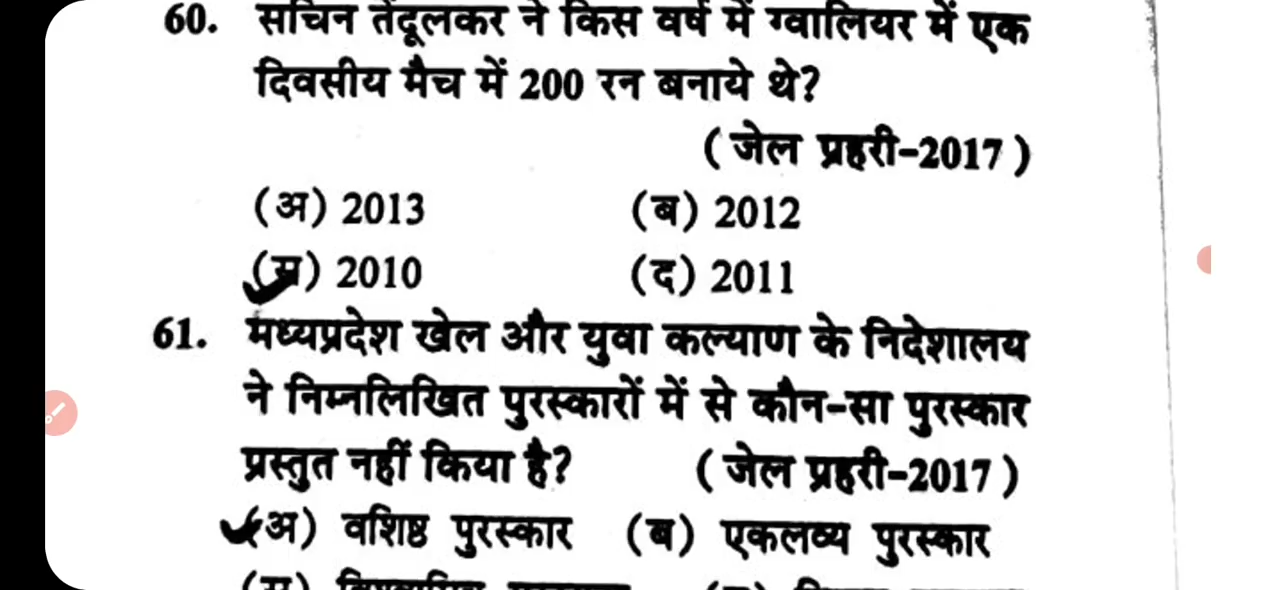 60. सचिन तेंदूलकर ने किस वर्ष में ग्वालियर में एक
दिवसीय मैच में 200 रन बनाये थे?
( जेल प्रहरी-2017 )
(अ) 2013 (ब) 2012
(स) 2010 (द) 2011
61. मध्यप्रदेश खेल और युवा कल्याण के निदेशालय
ने निम्नलिखित पुरस्कारों में से कौन-सा पुरस्कार
प्रस्तुत नहीं किया है? ( जेल प्रहरी-2017 )
(अ) वशिष्ठ पुरस्कार (ब) एकलव्य पुरस्कार